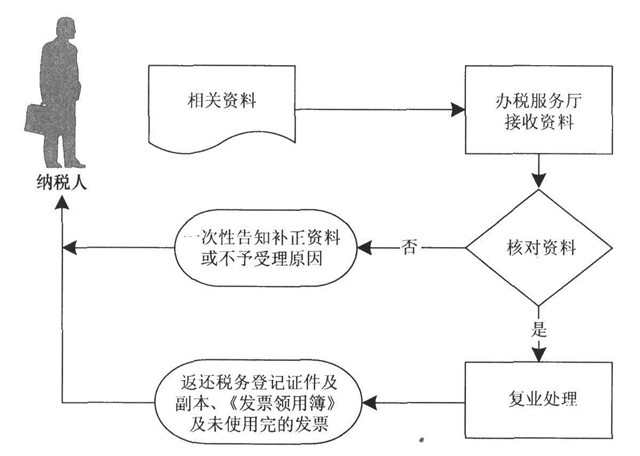 相关资料
办税服务厅
接收资料
纳税人
一次性告知补正资料
或不予受理原因
否
核对资料
是
返还税务登记证件及
副本、《发票领用簿》
及未使用完的发票
复业处理